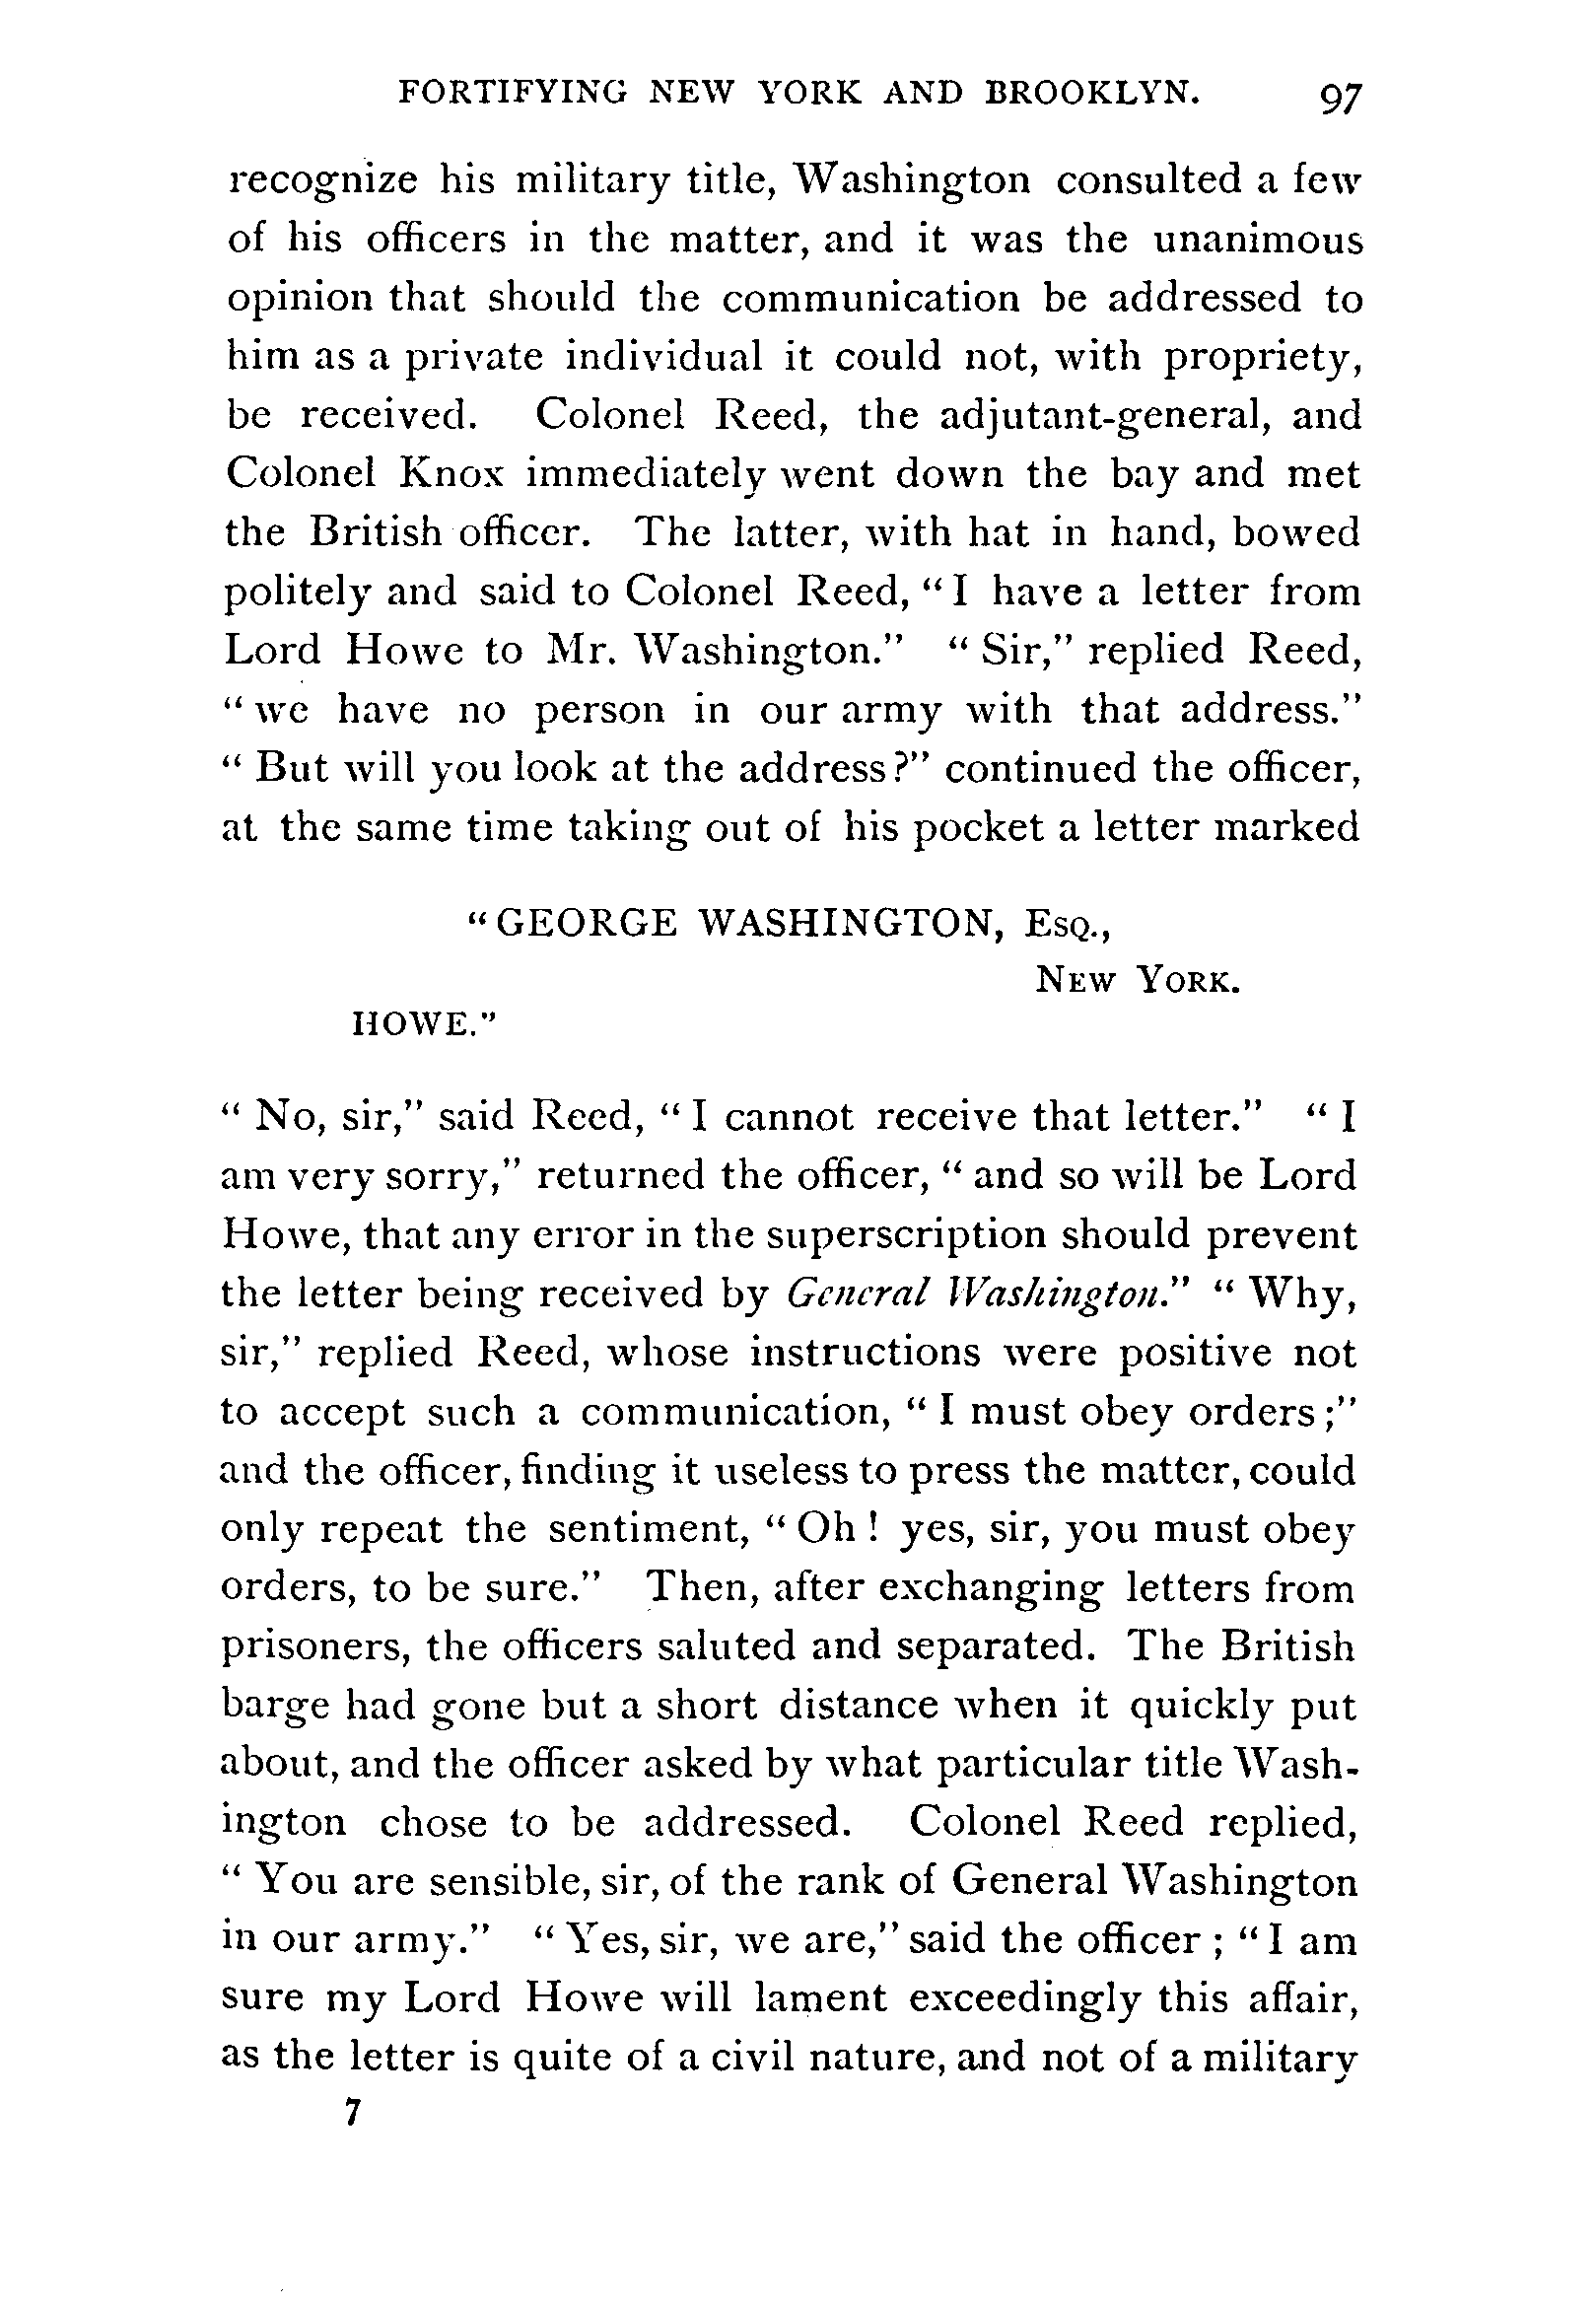 FORTIFYING NEW YORK AND BROOKLYN. 97
recognize his military title, Washington consulted a few
of his officers in the matter, and it was the unanimous
opinion that should the communication be addressed to
him as a private individual it could not, with propriety,
be received. Colonel Reed, the adjutant-general, and
Colonel Knox immediately went down the bay and met
the British officer. The latter, with hat in hand, bowed
politely and said to Colonel Reed, “ I have a letter from
Lord Howe to Mr. Washington.” “ Sir,” replied Reed,
“ we have no person in our army with that address.”
“ But will you look at the address ?” continued the officer,
at the same time taking out of his pocket a letter marked
“ GEORGE WASHINGTON, ESQ.,
NEW YORK.
HOWE.”
“ No, sir,” said Reed, “ I cannot receive that letter.” “ I
am very sorry,” returned the officer, “ and so will be Lord
Howe, that any error in the superscription should prevent
the letter being received by General Washington.” “ Why,
sir,” replied Reed, whose instructions were positive not
to accept such a communication, “ I must obey orders ;”
and the officer, finding it useless to press the matter, could
only repeat the sentiment, “ Oh ! yes, sir, you must obey
orders, to be sure.” Then, after exchanging letters from
prisoners, the officers saluted and separated. The British
barge had gone but a short distance when it quickly put
about, and the officer asked by what particular title Wash-
ington chose to be addressed. Colonel Reed replied,
“ You are sensible, sir, of the rank of General Washington
in our army.” “ Yes, sir, we are,” said the officer ; “ I am
sure my Lord Howe will lament exceedingly this affair,
as the letter is quite of a civil nature, and not of a military
7